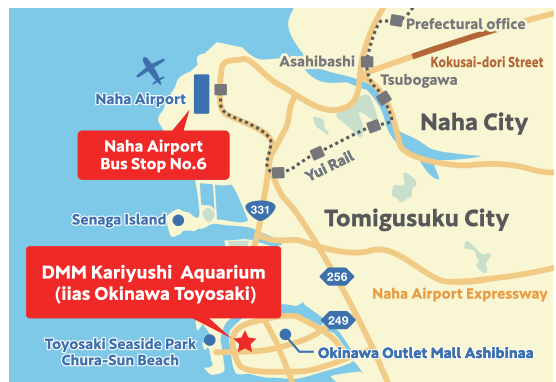 Prefectural office
Asahibashi
Kokusai-dori Street
Tsubogawa
Naha Airport
Naha City
Naha Airport
Bus Stop No.6
Yui Rail
331
Senaga Island
Tomigusuku City
DMM Kariyushi Aquarium
(iias Okinawa Toyosaki)
256
Naha Airport Expressway
249
Toyosaki Seaside Park
Chura-Sun Beach
Okinawa Outlet Mall Ashibinaa